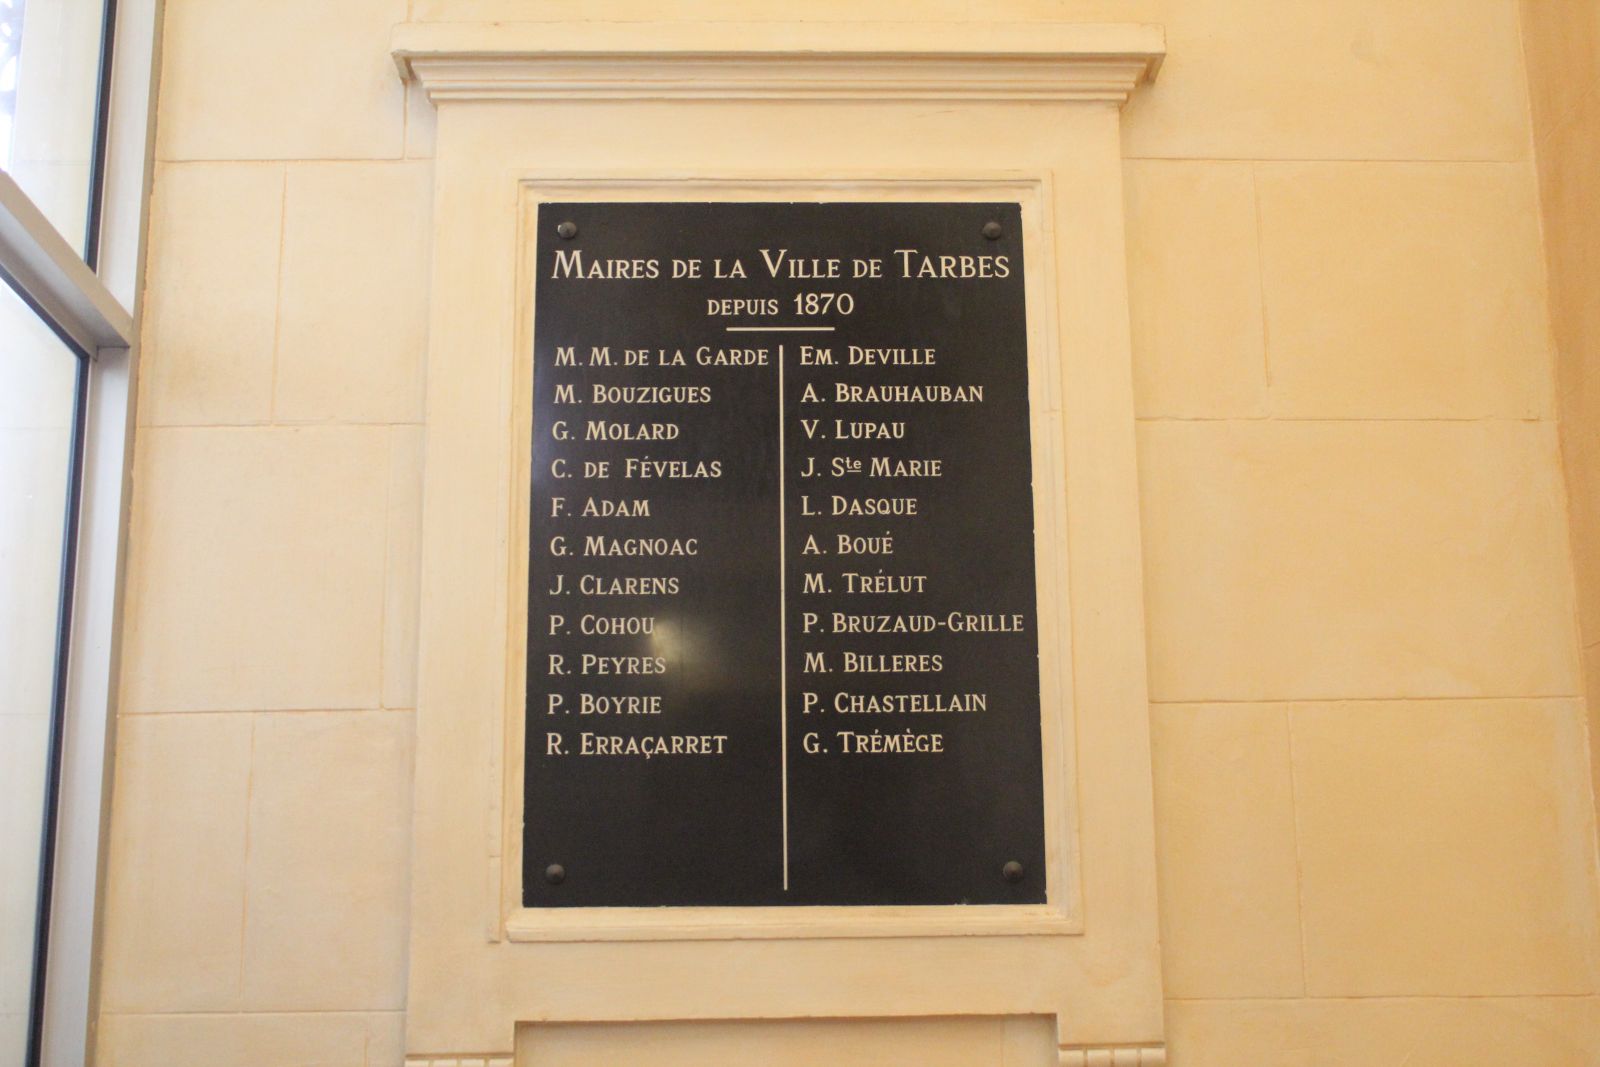 Maires de la Ville de Tarbes
depuis 1870
M. M. de la Garde
M. Bouzigues
G. Molard
C. de Févelas
F. Adam
G. Magnoac
J. Clarens
P. Cohou
R. Peyres
P. Boyrie
R. Erraçarret
Em. Deville
A. Brauhauban
V. Lupau
J. Ste Marie
L. Dasque
A. Boué
M. Trélut
P. Bruzaud-Grille
M. Billeres
P. Chastellain
G. Trémège